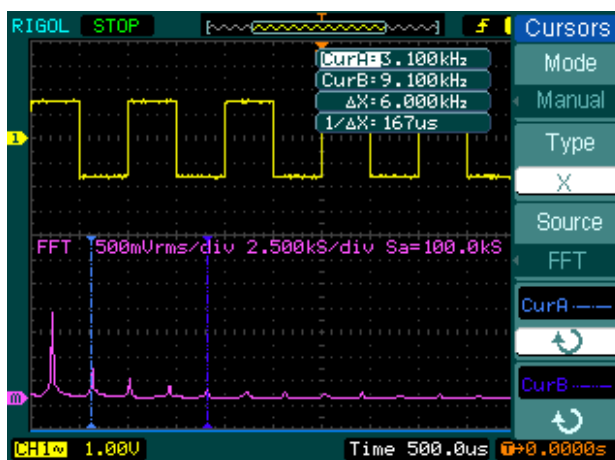 RIGOL STOP
T
Cursors
CurA=3.100kHz
CurB=9.100kHz
ΔX=6.000kHz
1/ΔX=167us
Mode
Manual
1
Type
X
Source
FFT
FFT 500mVrms/div 2.500kS/div Sa=100.0kS
CurA
CurB
M
CH1~ 1.00V
Time 500.0us
T→0.0000s